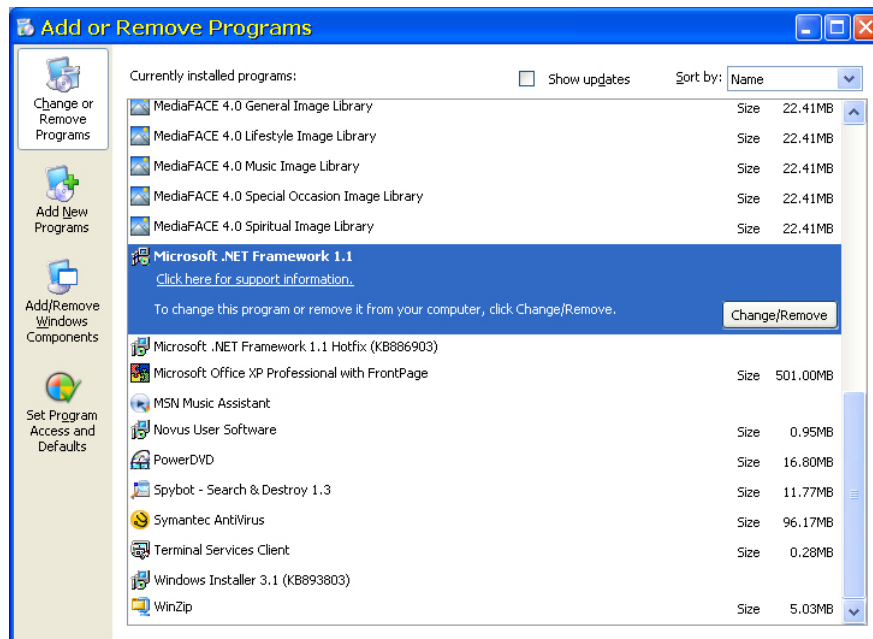 Add or Remove Programs
Change or
Remove
Programs
Add New
Programs
Add/Remove
Windows
Components
Set Program
Access and
Defaults
Currently installed programs:
Show updates
Sort by: Name
MediaFACE 4.0 General Image Library Size 22.41MB
MediaFACE 4.0 Lifestyle Image Library Size 22.41MB
MediaFACE 4.0 Music Image Library Size 22.41MB
MediaFACE 4.0 Special Occasion Image Library Size 22.41MB
MediaFACE 4.0 Spiritual Image Library Size 22.41MB
Microsoft .NET Framework 1.1
Click here for support information.
To change this program or remove it from your computer, click Change/Remove. Change/Remove
Microsoft .NET Framework 1.1 Hotfix (KB886903)
Microsoft Office XP Professional with FrontPage Size 501.00MB
MSN Music Assistant
Novus User Software Size 0.95MB
PowerDVD Size 16.80MB
Spybot - Search & Destroy 1.3 Size 11.77MB
Symantec AntiVirus Size 96.17MB
Terminal Services Client Size 0.28MB
Windows Installer 3.1 (KB893803)
WinZip Size 5.03MB